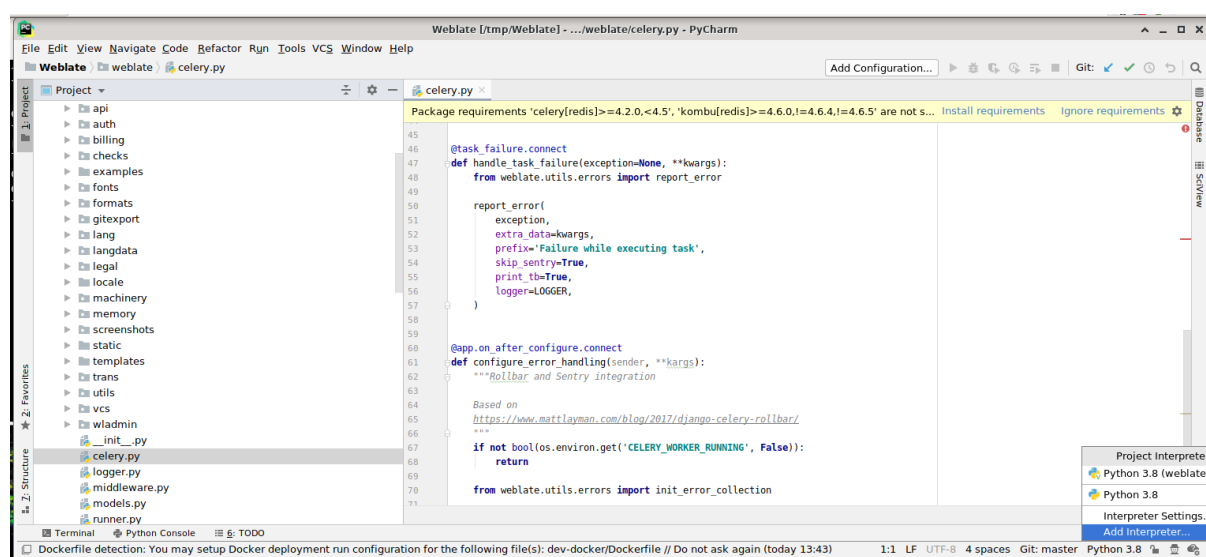 Weblate [/tmp/Weblate] - .../weblate/celery.py - PyCharm
File Edit View Navigate Code Refactor Run Tools VCS Window Help
Weblate weblate celery.py Add Configuration... Git:
1: Project
Project
celery.py
api
auth
billing
checks
examples
fonts
formats
gitexport
lang
langdata
legal
locale
machinery
memory
screenshots
static
templates
trans
utils
vcs
wladmin
__init__.py
celery.py
logger.py
middleware.py
models.py
runner.py
2: Favorites
7: Structure
Package requirements 'celery[redis]>=4.2.0,<4.5', 'kombu[redis]>=4.6.0,!=4.6.4,!=4.6.5' are not s... Install requirements Ignore requirements
45
46 @task_failure.connect
47 def handle_task_failure(exception=None, **kwargs):
48 from weblate.utils.errors import report_error
49
50 report_error(
51 exception,
52 extra_data=kwargs,
53 prefix='Failure while executing task',
54 skip_sentry=True,
55 print_tb=True,
56 logger=LOGGER,
57 )
58
59
60 @app.on_after_configure.connect
61 def configure_error_handling(sender, **kargs):
62 """Rollbar and Sentry integration
63
64 Based on
65 https://www.mattlayman.com/blog/2017/django-celery-rollbar/
66 """
67 if not bool(os.environ.get('CELERY_WORKER_RUNNING', False)):
68 return
69
70 from weblate.utils.errors import init_error_collection
71
Database
SciView
Project Interprete
Python 3.8 (weblate
Python 3.8
Interpreter Settings.
Add Interpreter...
Terminal Python Console 6: TODO
Dockerfile detection: You may setup Docker deployment run configuration for the following file(s): dev-docker/Dockerfile // Do not ask again (today 13:43) 1:1 LF UTF-8 4 spaces Git: master Python 3.8